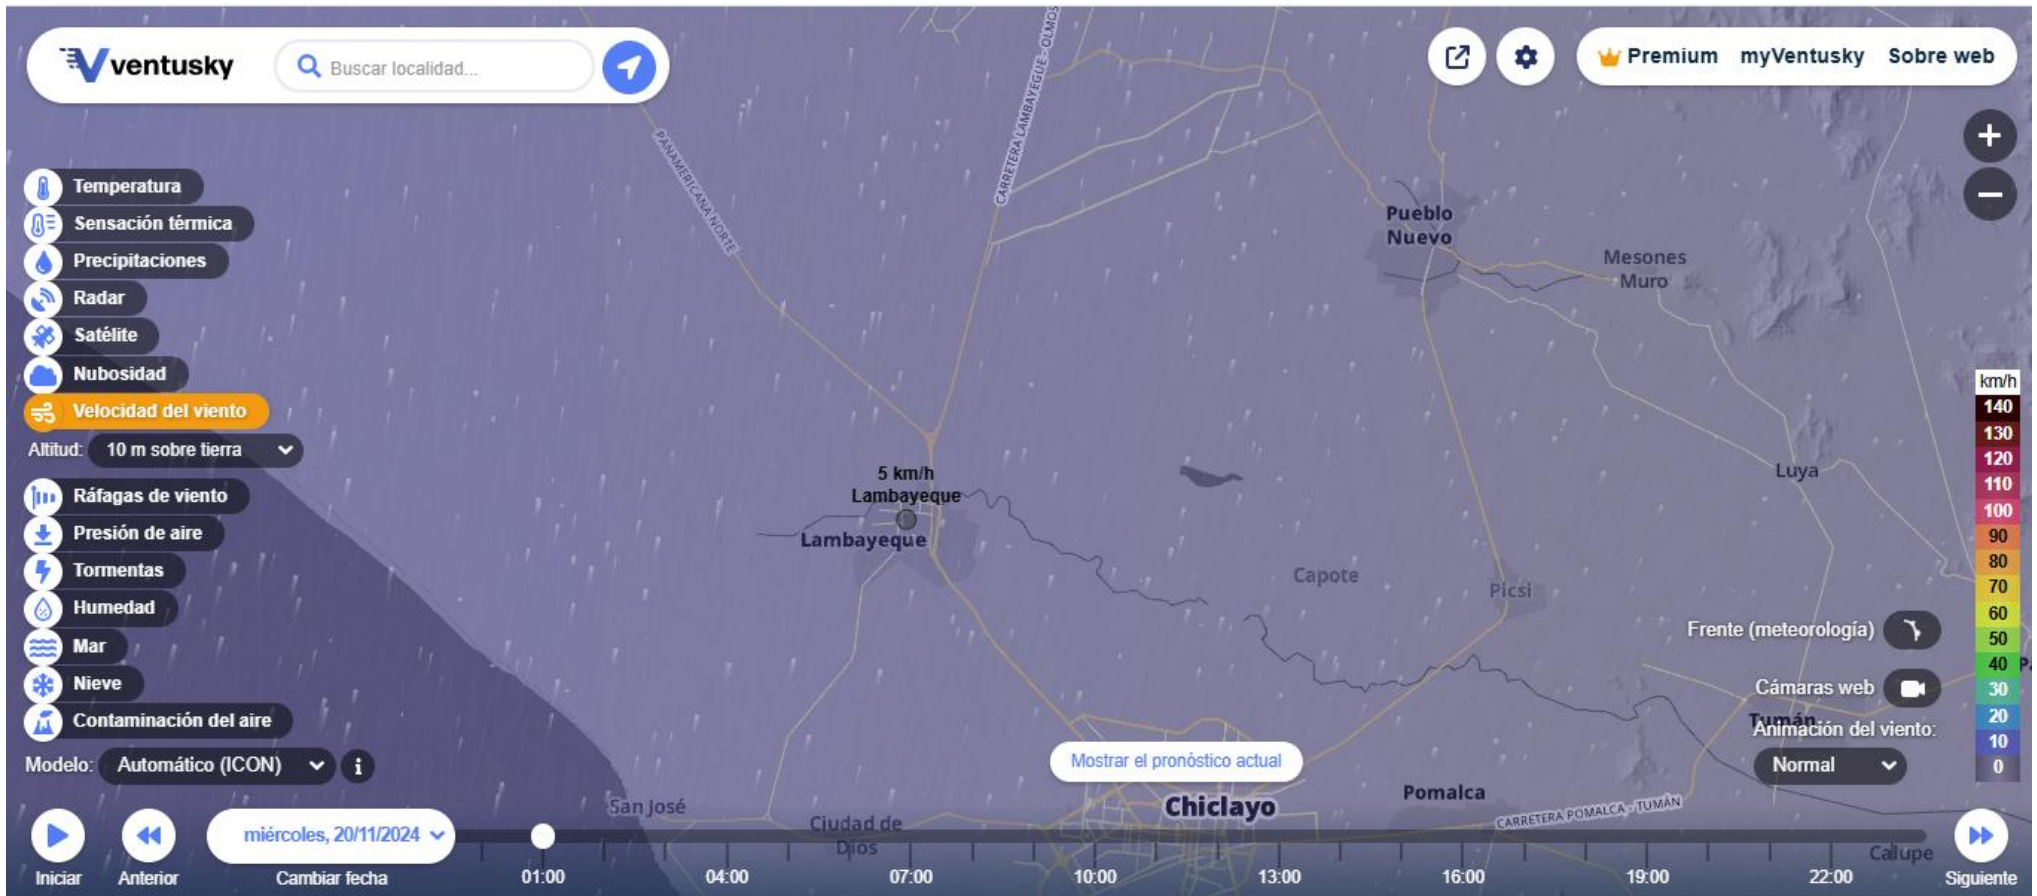 ventusky
Buscar localidad...
Premium myVentusky Sobre web
CARRETERA LAMBAYEQUE - OLMOS
PANAMERICANA NORTE
+
−
Temperatura
Sensación térmica
Precipitaciones
Radar
Satélite
Nubosidad
Velocidad del viento
Altitud: 10 m sobre tierra
Ráfagas de viento
Presión de aire
Tormentas
Humedad
Mar
Nieve
Contaminación del aire
Modelo: Automático (ICON) i
Pueblo
Nuevo
Mesones
Muro
Luya
5 km/h
Lambayeque
Lambayeque
Capote
Picsi
km/h
140
130
120
110
100
90
80
70
60
50
40
30
20
10
0
Frente (meteorología)
Cámaras web
Tumán
Animación del viento:
Normal
Mostrar el pronóstico actual
San José
Ciudad de
Dios
Chiclayo
Pomalca
CARRETERA POMALCA - TUMÁN
Calupe
Iniciar
Anterior
miércoles, 20/11/2024
Cambiar fecha
01:00 04:00 07:00 10:00 13:00 16:00 19:00 22:00
Siguiente